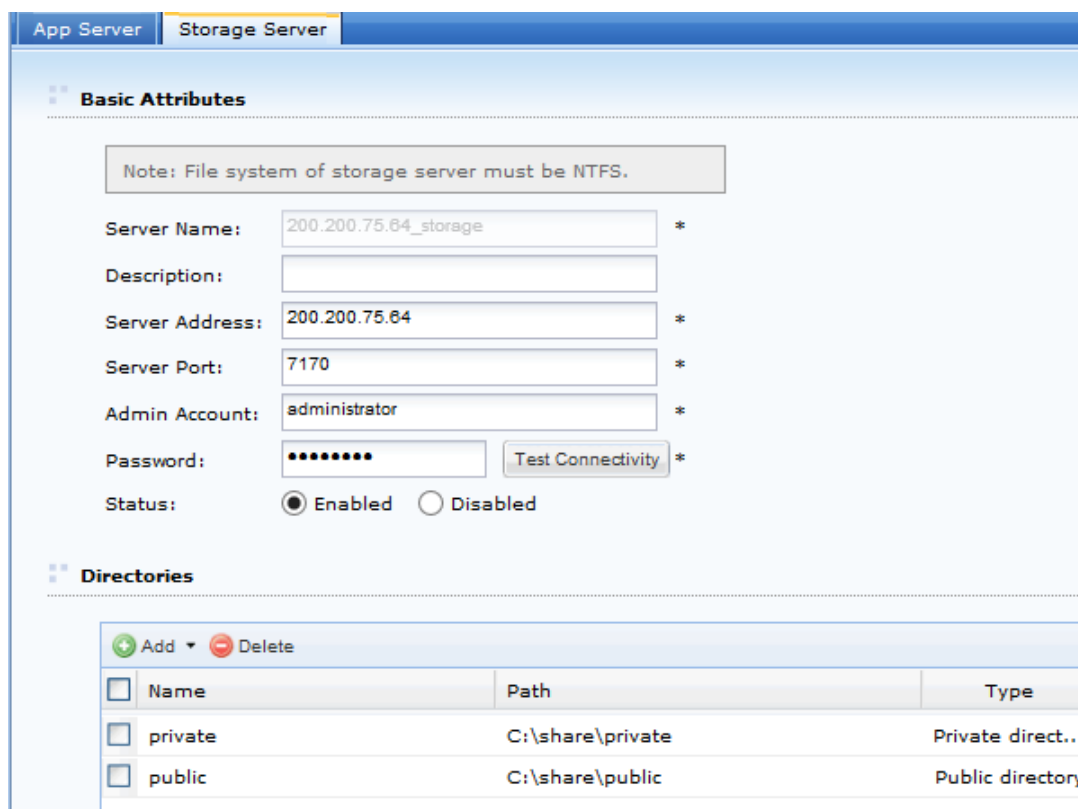 App Server Storage Server
Basic Attributes
Note: File system of storage server must be NTFS.
Server Name: 200.200.75.64_storage *
Description:
Server Address: 200.200.75.64 *
Server Port: 7170 *
Admin Account: administrator *
Password: •••••••• Test Connectivity *
Status: Enabled Disabled
Directories
Add Delete
Name Path Type
private C:\share\private Private direct..
public C:\share\public Public directory